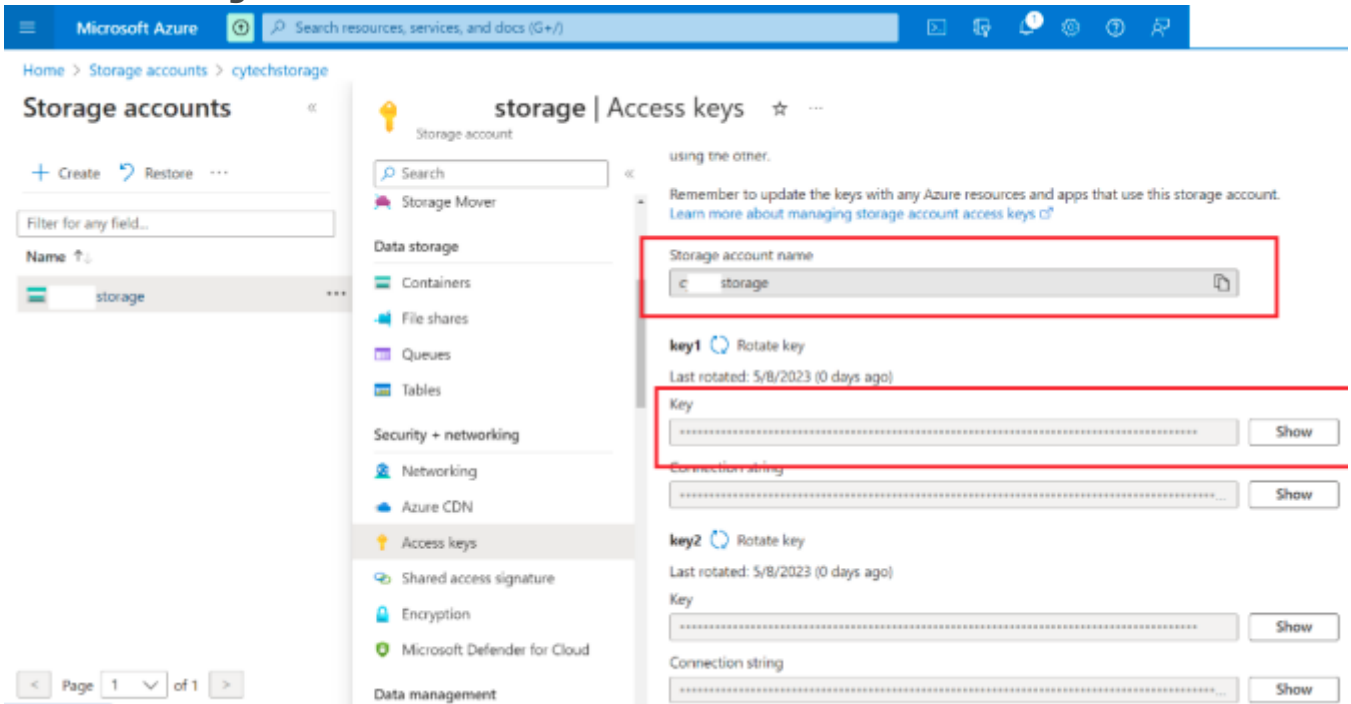 Microsoft Azure
Search resources, services, and docs (G+/)
1
Home > Storage accounts > cytechstorage
Storage accounts
«
+ Create
Restore
...
Filter for any field...
Name ↑↓
storage
...
< Page 1 of 1 >
storage | Access keys ☆ ...
Storage account
Search
«
Storage Mover
Data storage
Containers
File shares
Queues
Tables
Security + networking
Networking
Azure CDN
Access keys
Shared access signature
Encryption
Microsoft Defender for Cloud
Data management
using the other.
Remember to update the keys with any Azure resources and apps that use this storage account.
Learn more about managing storage account access keys
Storage account name
c storage
key1 Rotate key
Last rotated: 5/8/2023 (0 days ago)
Key
Show
Connection string
Show
key2 Rotate key
Last rotated: 5/8/2023 (0 days ago)
Key
Show
Connection string
Show